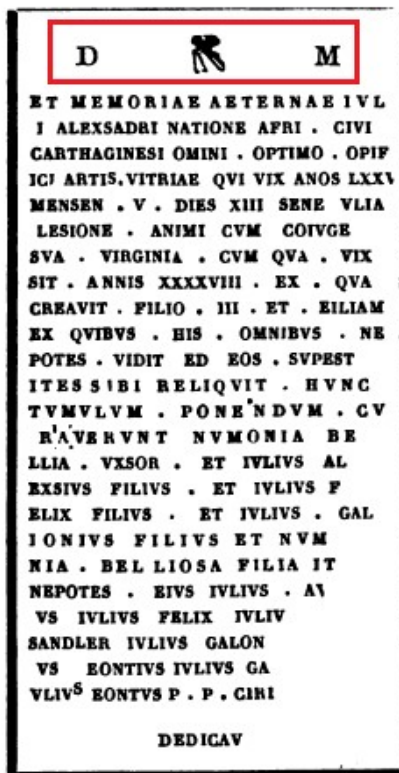 D M
ET MEMORIAE AETERNAE IVL
I ALEXSADRI NATIONE AFRI . CIVI
CARTHAGINESI OMINI . OPTIMO . OPIF
ICI ARTIS.VITRIAE QVI VIX ANOS LXXV
MENSEN . V . DIES XIII SENE VLIA
LESIONE . ANIMI CVM COIVGE
SVA . VIRGINIA . CVM QVA . VIX
SIT . ANNIS XXXXVIII . EX . QVA
CREAVIT . FILIO . III . ET . EILIAM
EX QVIBVS . HIS . OMNIBVS . NE
POTES . VIDIT ED EOS . SVPEST
ITES SIBI RELIQVIT . HVNC
TVMVLVM . PONE'NDVM . CV
R'A'VERVNT NVMONIA BE
LLIA . VXSOR . ET IVLIVS AL
EXSIVS FILIVS . ET IVLIVS F
ELIX FILIVS . ET IVLIVS . GAL
IONIVS FILIVS ET NVM
NIA . BEL LIOSA FILIA IT
NEPOTES . EIVS IVLIVS . AV
VS IVLIVS FELIX IVLIV
SANDLER IVLIVS GALON
VS EONTIVS IVLIVS GA
VLIVS EONTVS P . P . CIRI
DEDICAV